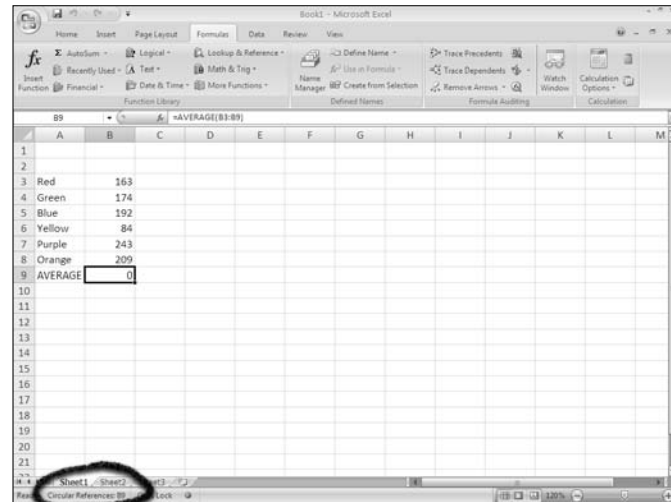 Book1 - Microsoft Excel
Home Insert Page Layout Formulas Data Review View
fx Insert Function
Σ AutoSum Logical Lookup & Reference
Recently Used Text Math & Trig
Financial Date & Time More Functions
Function Library
Name Manager
Define Name
Use in Formula
Create from Selection
Defined Names
Trace Precedents
Trace Dependents
Remove Arrows
Watch Window
Formula Auditing
Calculation Options
Calculation
B9 fx =AVERAGE(B3:B9)
A B C D E F G H I J K L M
1
2
3 Red 163
4 Green 174
5 Blue 192
6 Yellow 84
7 Purple 243
8 Orange 209
9 AVERAGE 0
10
11
12
13
14
15
16
17
18
19
20
21
Sheet1 Sheet2
Circular References: B9 Lock 120%